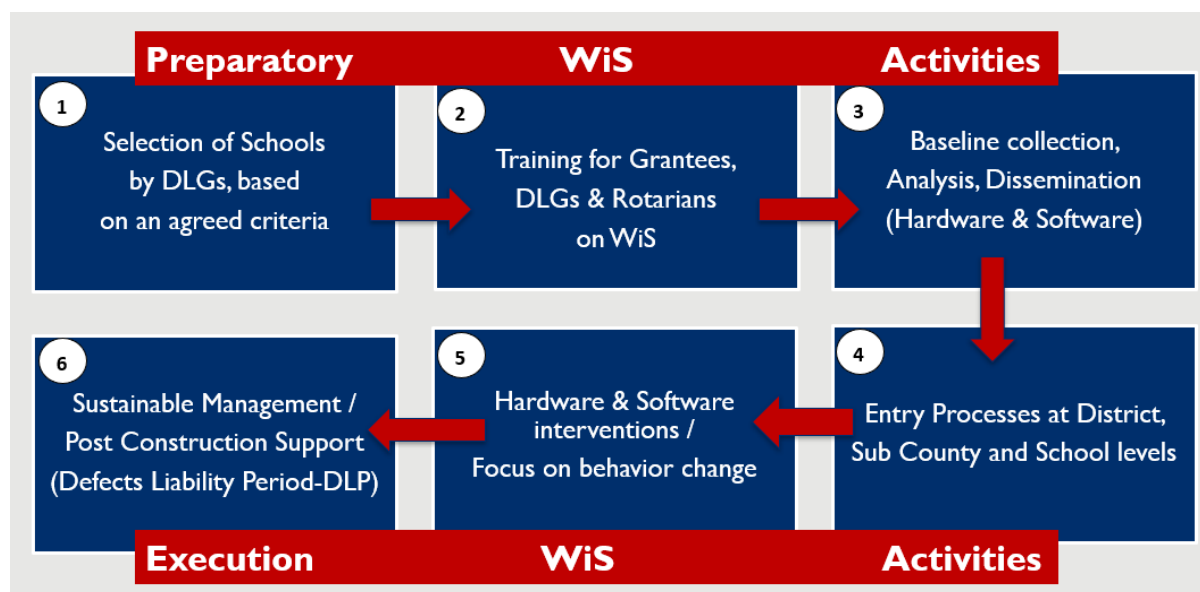 Preparatory WiS Activities
1
Selection of Schools
by DLGs, based
on an agreed criteria
2
Training for Grantees,
DLGs & Rotarians
on WiS
3
Baseline collection,
Analysis, Dissemination
(Hardware & Software)
4
Entry Processes at District,
Sub County and School levels
5
Hardware & Software
interventions /
Focus on behavior change
6
Sustainable Management /
Post Construction Support
(Defects Liability Period-DLP)
Execution WiS Activities